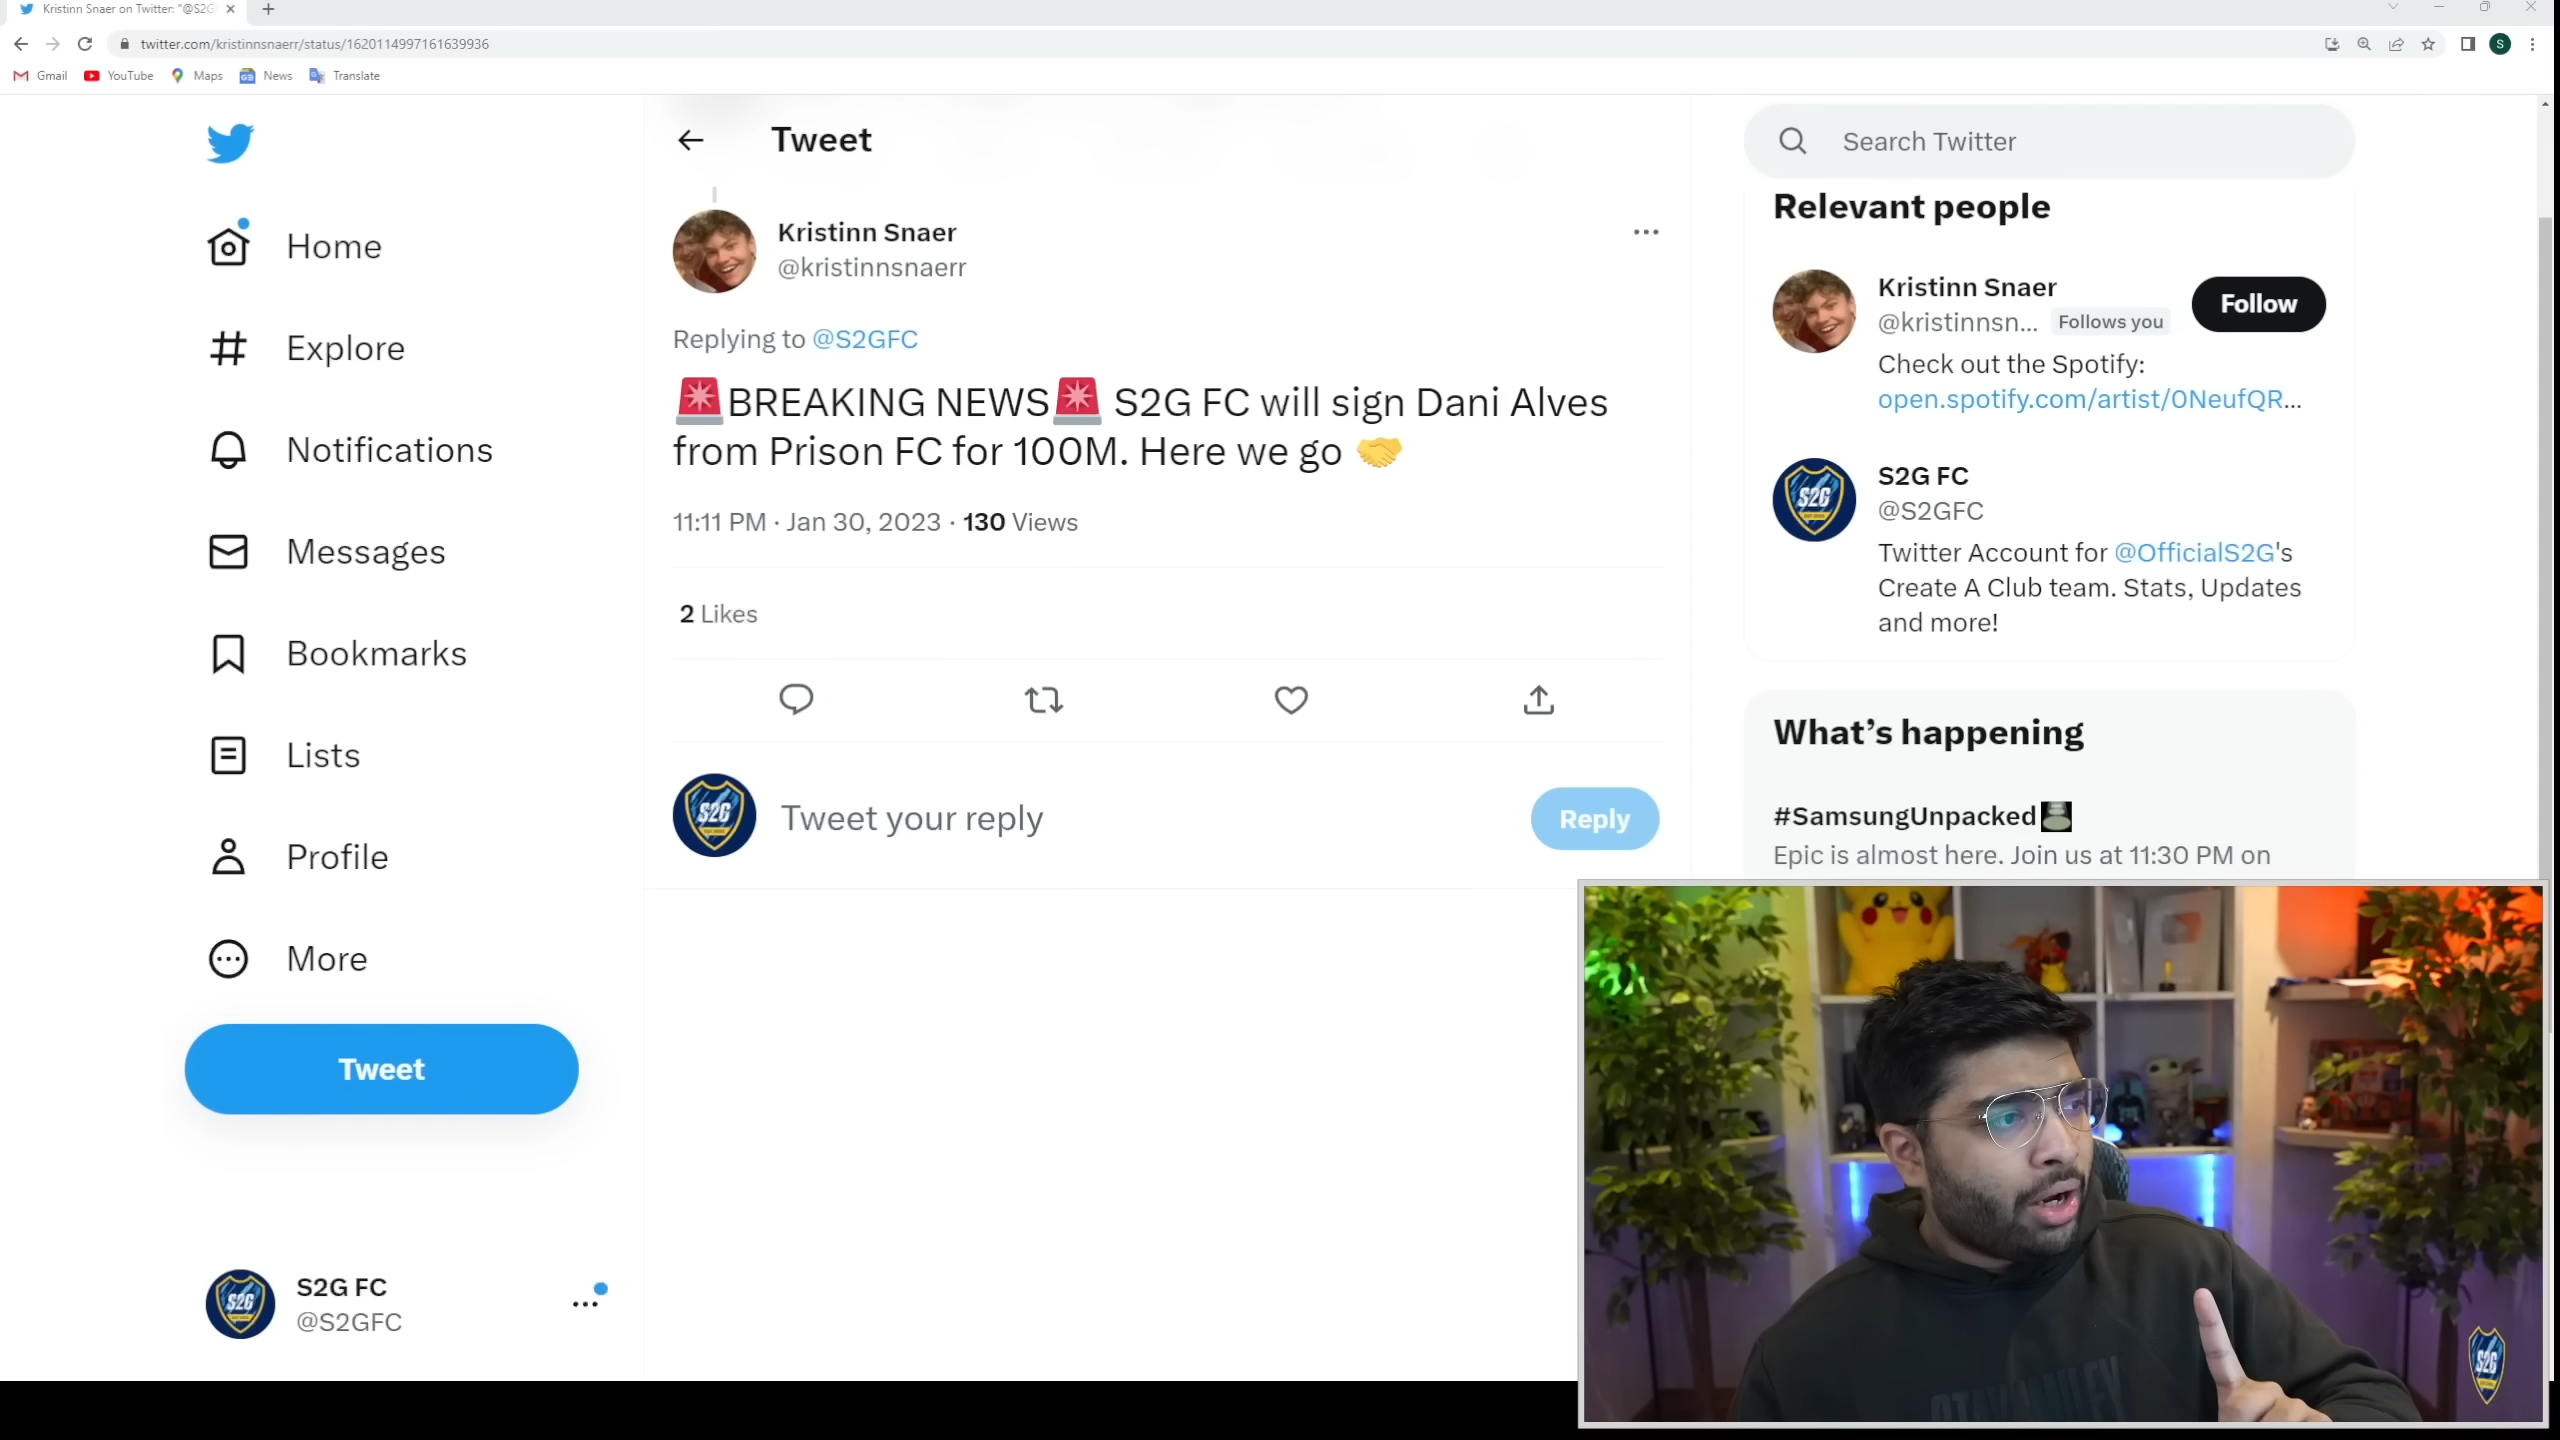 Kristinn Snaer on Twitter: "@S2G
twitter.com/kristinnsnaerr/status/1620114997161639936
S
Gmail
YouTube
Maps
News
Translate
Home
Explore
Notifications
Messages
Bookmarks
Lists
Profile
More
Tweet
S2G FC
@S2GFC
Tweet
Kristinn Snaer
@kristinnsnaerr
Replying to @S2GFC
🚨BREAKING NEWS🚨 S2G FC will sign Dani Alves
from Prison FC for 100M. Here we go 🤝
11:11 PM · Jan 30, 2023 · 130 Views
2 Likes
S2G
Tweet your reply
Reply
Search Twitter
Relevant people
Kristinn Snaer
@kristinnsn... Follows you
Follow
Check out the Spotify:
open.spotify.com/artist/0NeufQR...
S2G
S2G FC
@S2GFC
Twitter Account for @OfficialS2G's
Create A Club team. Stats, Updates
and more!
What's happening
#SamsungUnpacked
Epic is almost here. Join us at 11:30 PM on
S2G
S2G